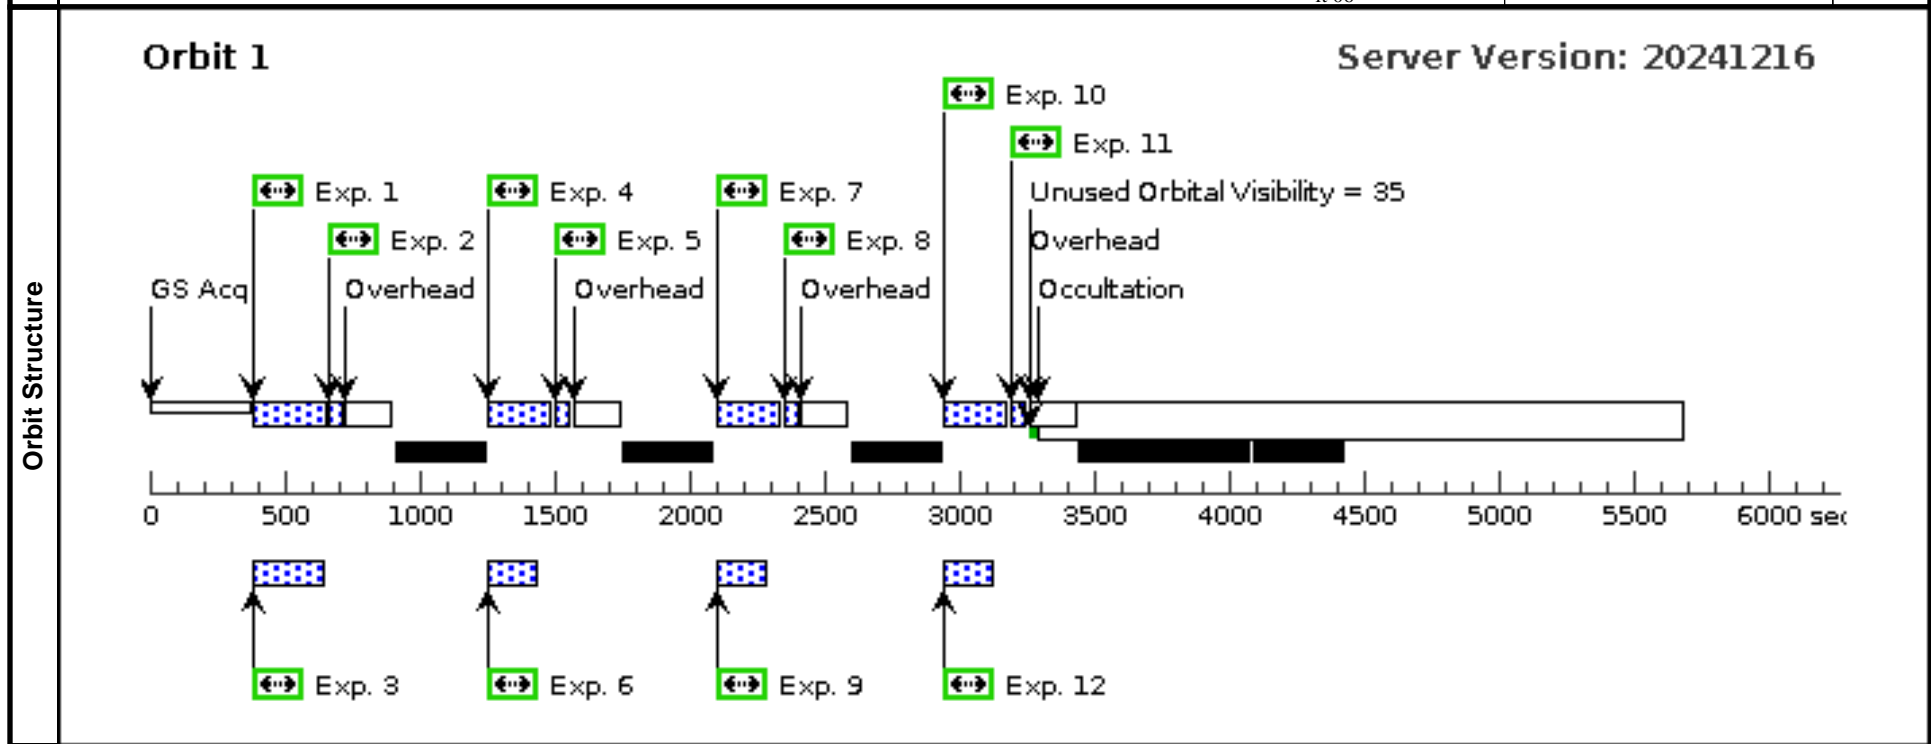 Orbit 1
Server Version: 20241216
Exp. 10
Exp. 11
Exp. 1
Exp. 4
Exp. 7
Unused Orbital Visibility = 35
Exp. 2
Exp. 5
Exp. 8
Overhead
GS Acq
Overhead
Overhead
Overhead
Occultation
Orbit Structure
0 500 1000 1500 2000 2500 3000 3500 4000 4500 5000 5500 6000 sec
Exp. 3
Exp. 6
Exp. 9
Exp. 12